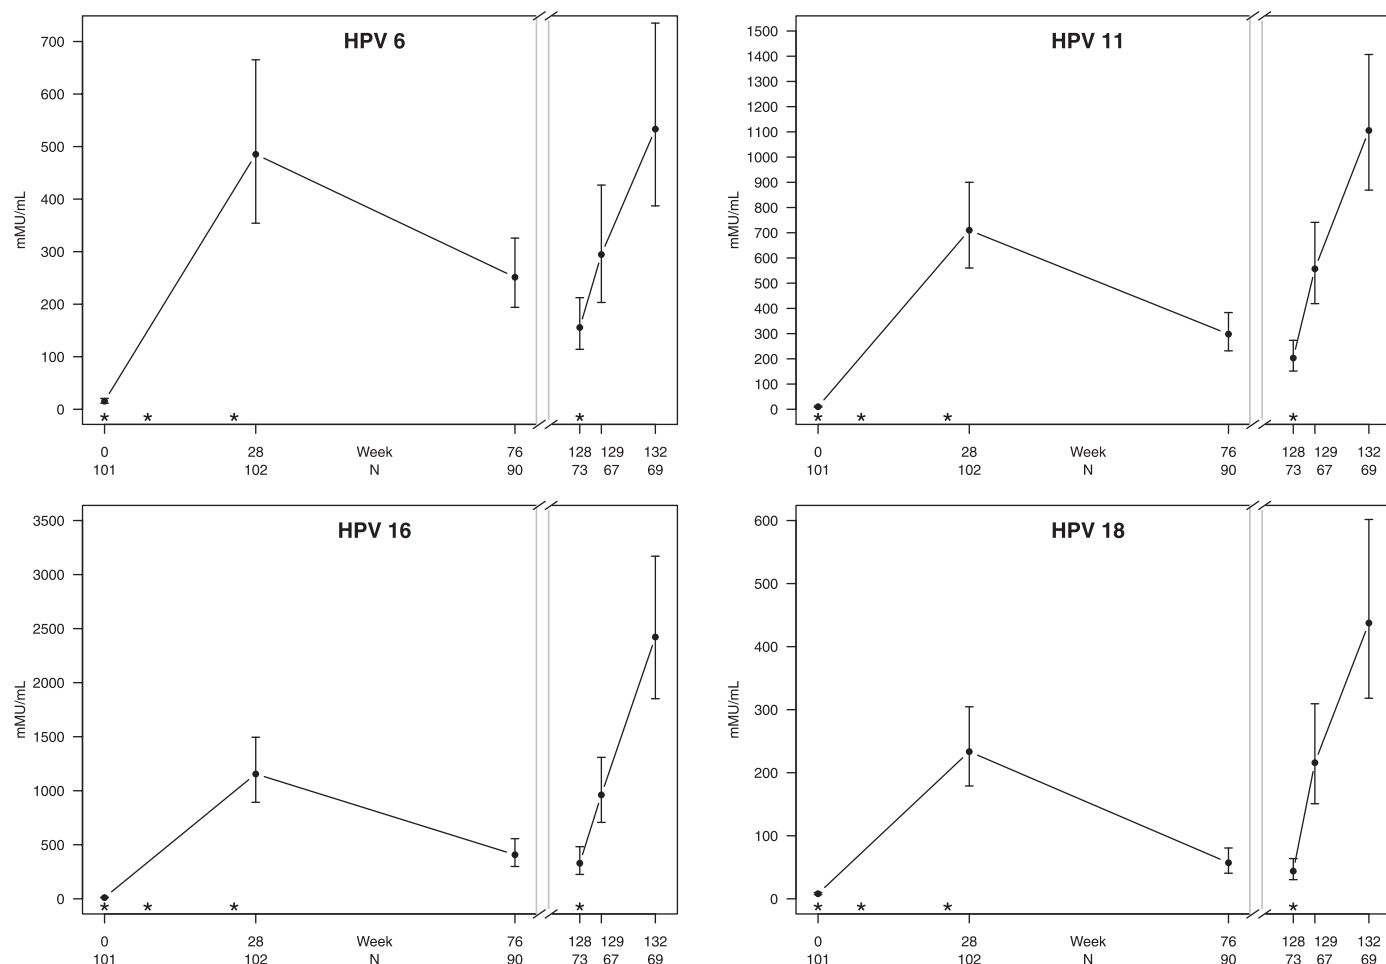 HPV 6
700
600
500
400
300
200
100
0
mMU/mL
* * * *
0 28 Week 76 128 129 132
101 102 N 90 73 67 69
HPV 11
1500
1400
1300
1200
1100
1000
900
800
700
600
500
400
300
200
100
0
mMU/mL
* * * *
0 28 Week 76 128 129 132
101 102 N 90 73 67 69
HPV 16
3500
3000
2500
2000
1500
1000
500
0
mMU/mL
* * * *
0 28 Week 76 128 129 132
101 102 N 90 73 67 69
HPV 18
600
500
400
300
200
100
0
mMU/mL
* * * *
0 28 Week 76 128 129 132
101 102 N 90 73 67 69